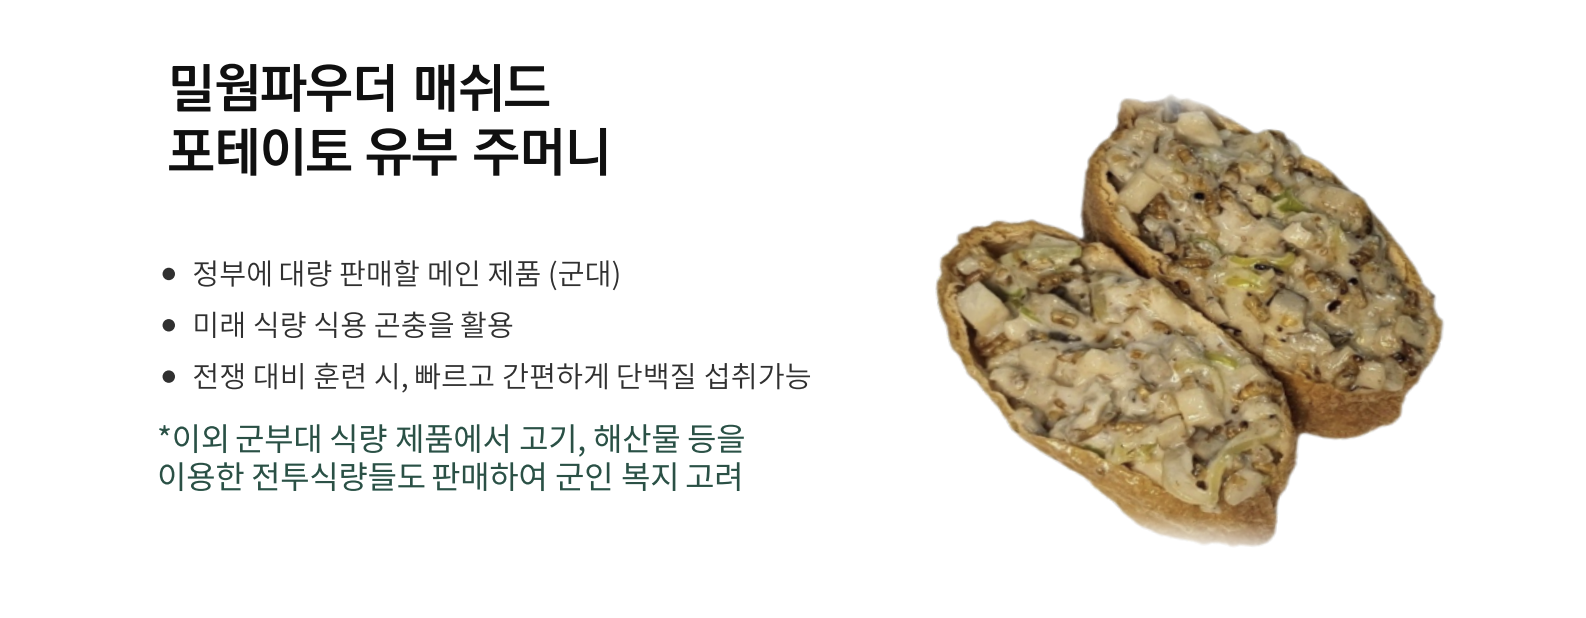 밀웜파우더 매쉬드
포테이토 유부 주머니
● 정부에 대량 판매할 메인 제품 (군대)
● 미래 식량 식용 곤충을 활용
● 전쟁 대비 훈련 시, 빠르고 간편하게 단백질 섭취가능
*이외 군부대 식량 제품에서 고기, 해산물 등을
이용한 전투식량들도 판매하여 군인 복지 고려